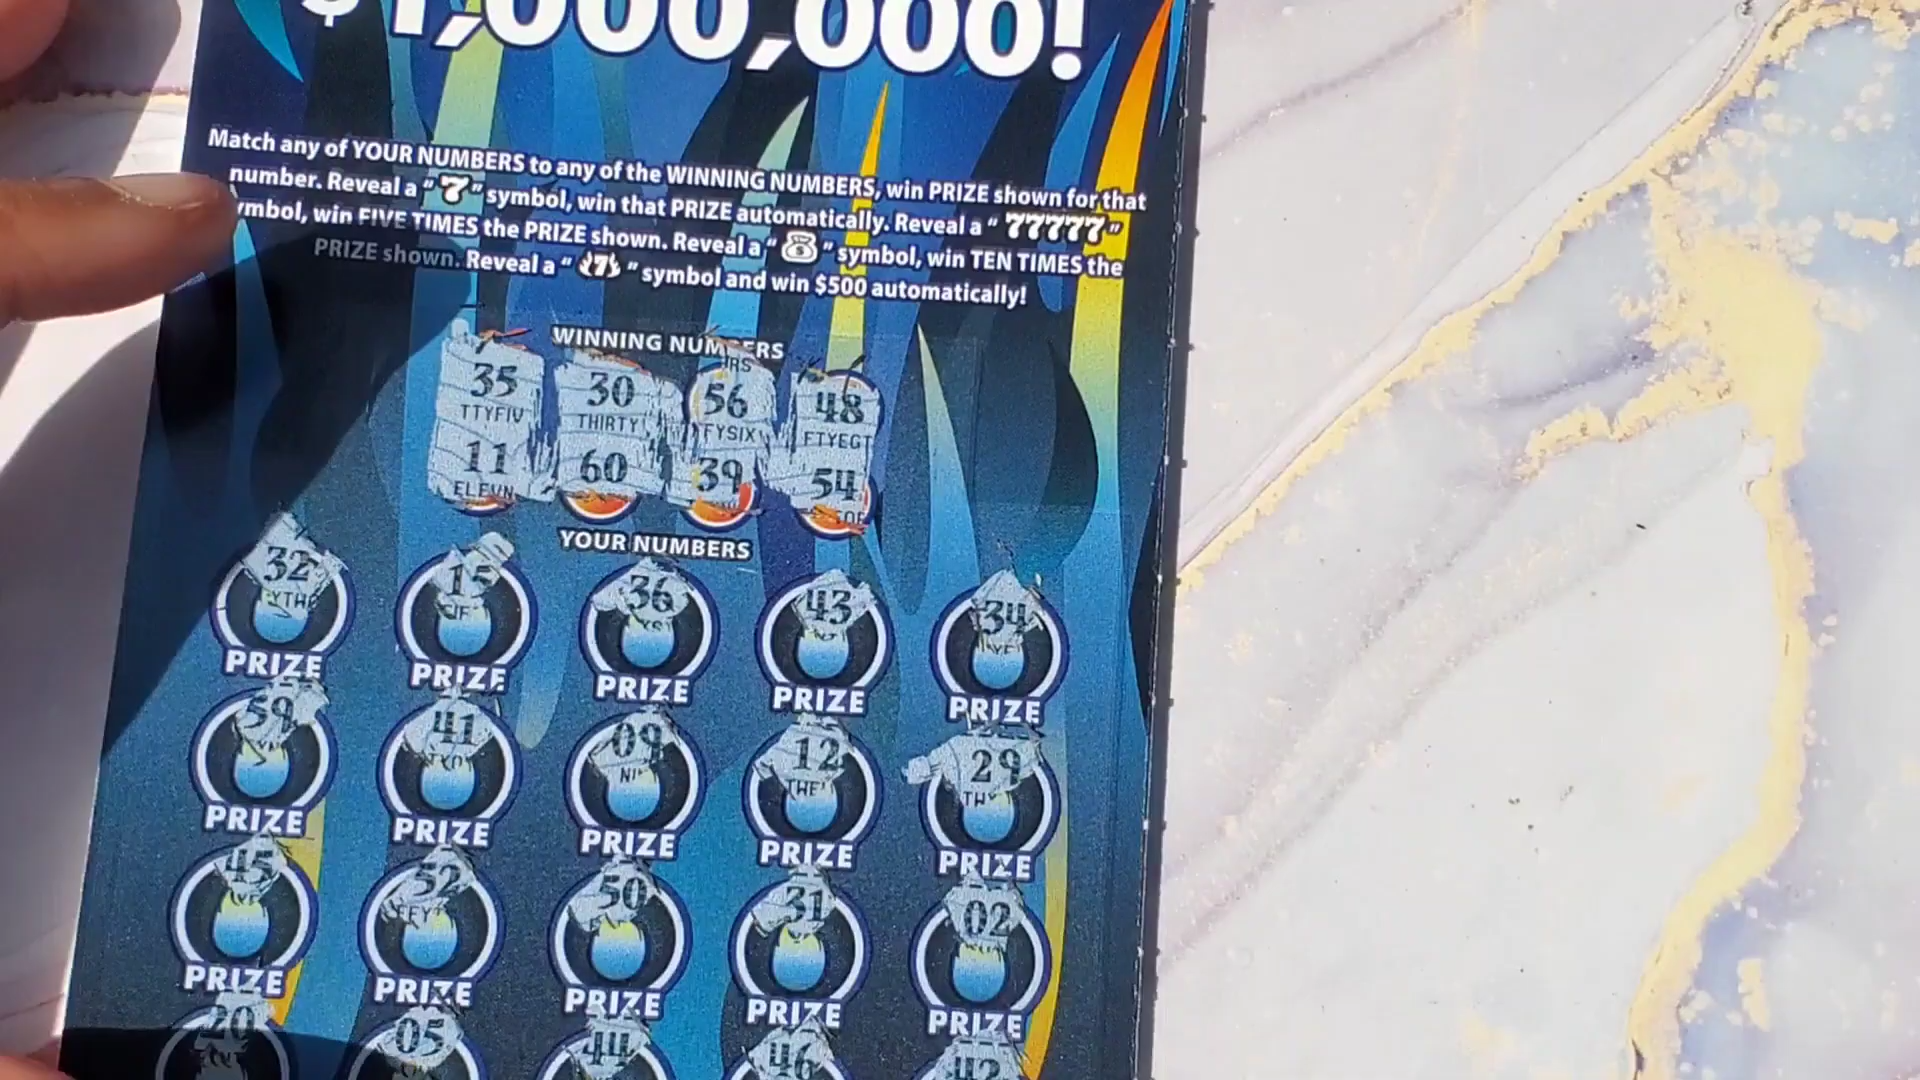 $1,000,000!
Match any of YOUR NUMBERS to any of the WINNING NUMBERS, win PRIZE shown for that
number. Reveal a "7" symbol, win that PRIZE automatically. Reveal a "77777"
ymbol, win FIVE TIMES the PRIZE shown. Reveal a " " symbol, win TEN TIMES the
PRIZE shown. Reveal a "7" symbol and win $500 automatically!
WINNING NUMBERS
35 30 56 48
TTYFIV THIRTY FYSIX FTYEGT
11 60 39 54
ELEVN
YOUR NUMBERS
32 15 36 43 34
PRIZE PRIZE PRIZE PRIZE PRIZE
59 41 09 12 29
PRIZE PRIZE PRIZE PRIZE PRIZE
45 52 50 31 02
PRIZE PRIZE PRIZE PRIZE PRIZE
20 05 44 46 42